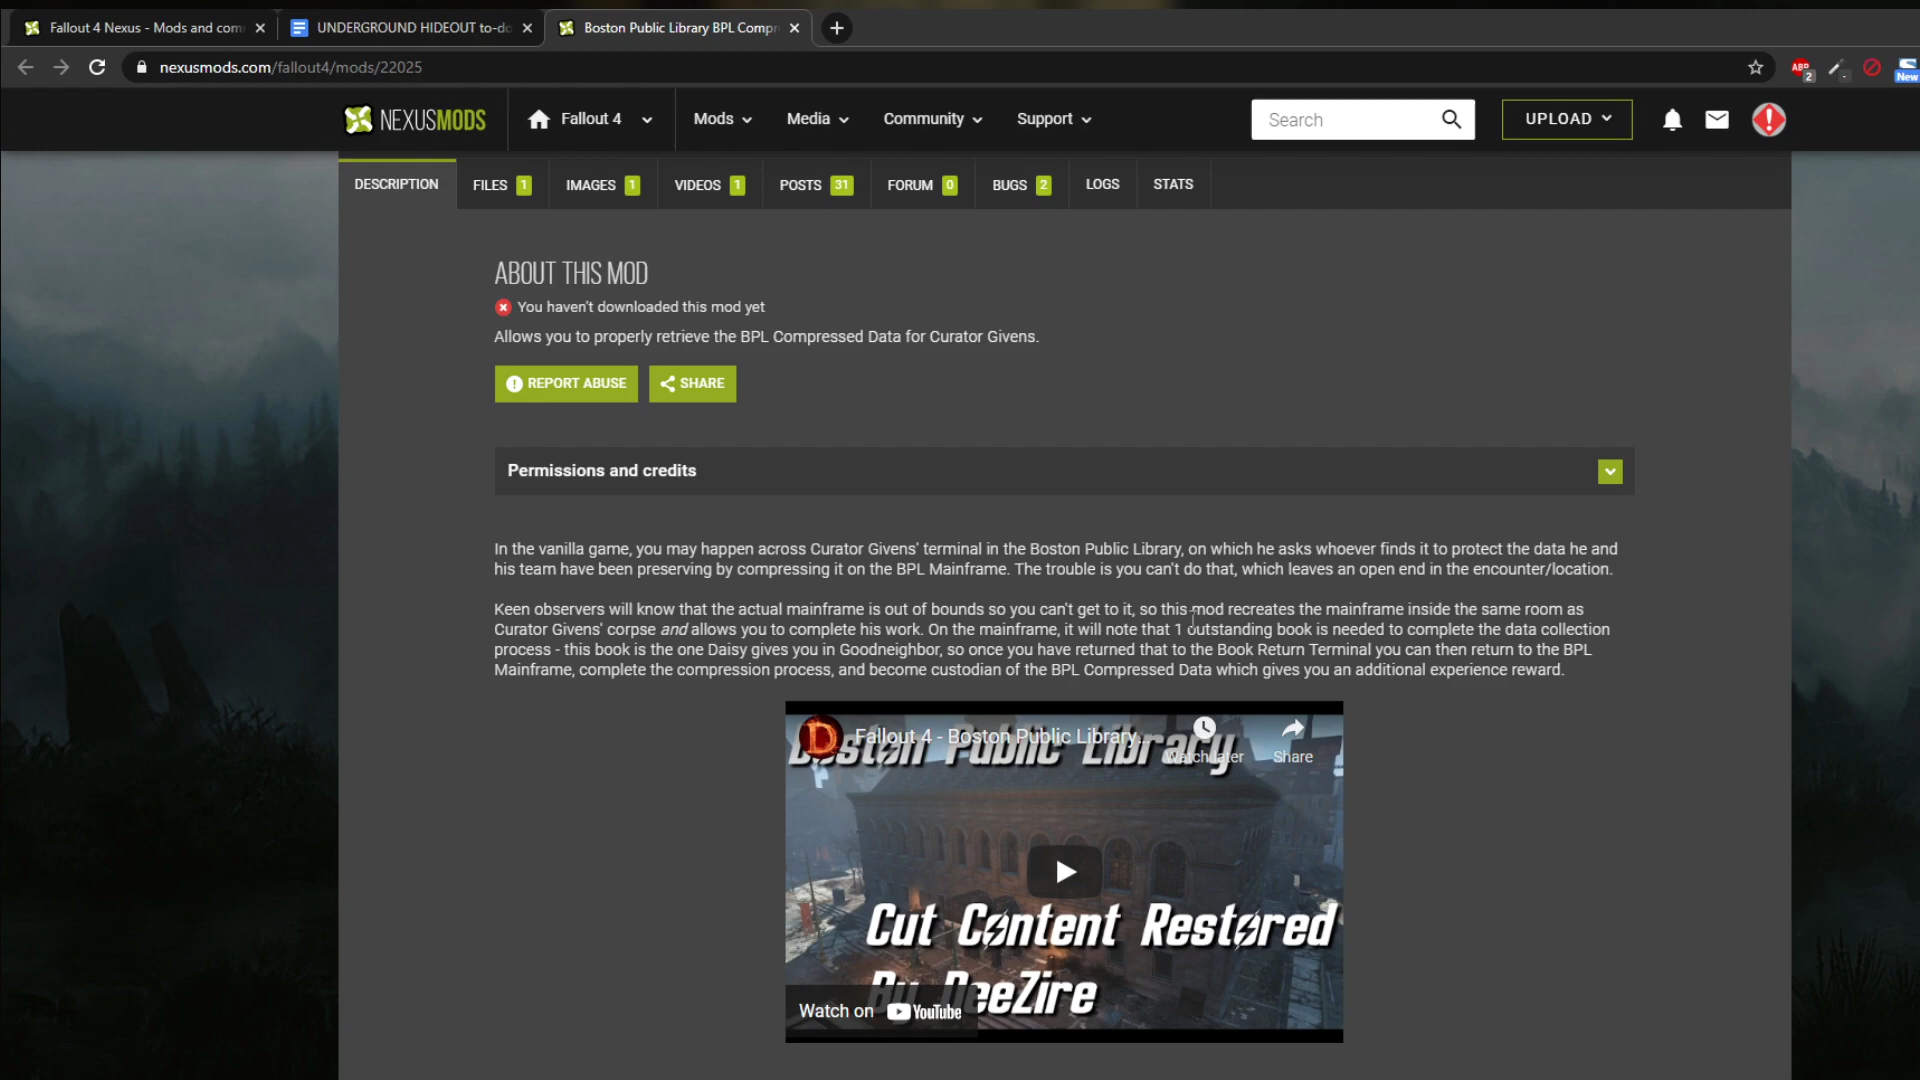 Fallout 4 Nexus - Mods and com
UNDERGROUND HIDEOUT to-do
Boston Public Library BPL Compr
nexusmods.com/fallout4/mods/22025
ABP
2
New
NEXUSMODS
Fallout 4
Mods
Media
Community
Support
Search
UPLOAD
DESCRIPTION
FILES 1
IMAGES 1
VIDEOS 1
POSTS 31
FORUM 0
BUGS 2
LOGS
STATS
ABOUT THIS MOD
You haven't downloaded this mod yet
Allows you to properly retrieve the BPL Compressed Data for Curator Givens.
REPORT ABUSE
SHARE
Permissions and credits
In the vanilla game, you may happen across Curator Givens' terminal in the Boston Public Library, on which he asks whoever finds it to protect the data he and
his team have been preserving by compressing it on the BPL Mainframe. The trouble is you can't do that, which leaves an open end in the encounter/location.
Keen observers will know that the actual mainframe is out of bounds so you can't get to it, so this mod recreates the mainframe inside the same room as
Curator Givens' corpse and allows you to complete his work. On the mainframe, it will note that 1 outstanding book is needed to complete the data collection
process - this book is the one Daisy gives you in Goodneighbor, so once you have returned that to the Book Return Terminal you can then return to the BPL
Mainframe, complete the compression process, and become custodian of the BPL Compressed Data which gives you an additional experience reward.
D
Fallout 4 - Boston Public Library...
Watch later
Share
Boston Public Library
Cut Content Restored
By DeeZire
Watch on YouTube